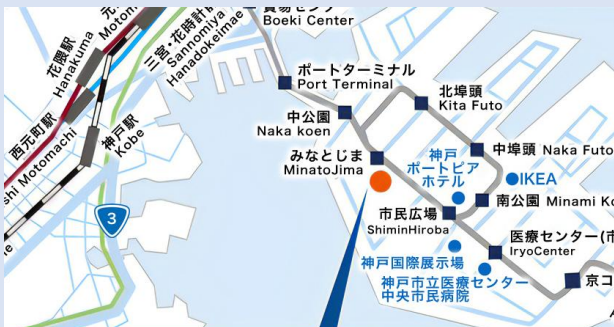 貿易センター
Boeki Center
三宮・花時計前
Sannomiya
Hanadokeimae
花隈駅
Hanakuma
西元町駅
shi Motomachi
神戸駅
Kobe
3
ポートターミナル
Port Terminal
中公園
Naka koen
みなとじま
MinatoJima
北埠頭
Kita Futo
中埠頭 Naka Futo
神戸
ポートピア
ホテル
IKEA
南公園 Minami Ko
市民広場
ShiminHiroba
医療センター(市
IryoCenter
神戸国際展示場
神戸市立医療センター
中央市民病院
京コ